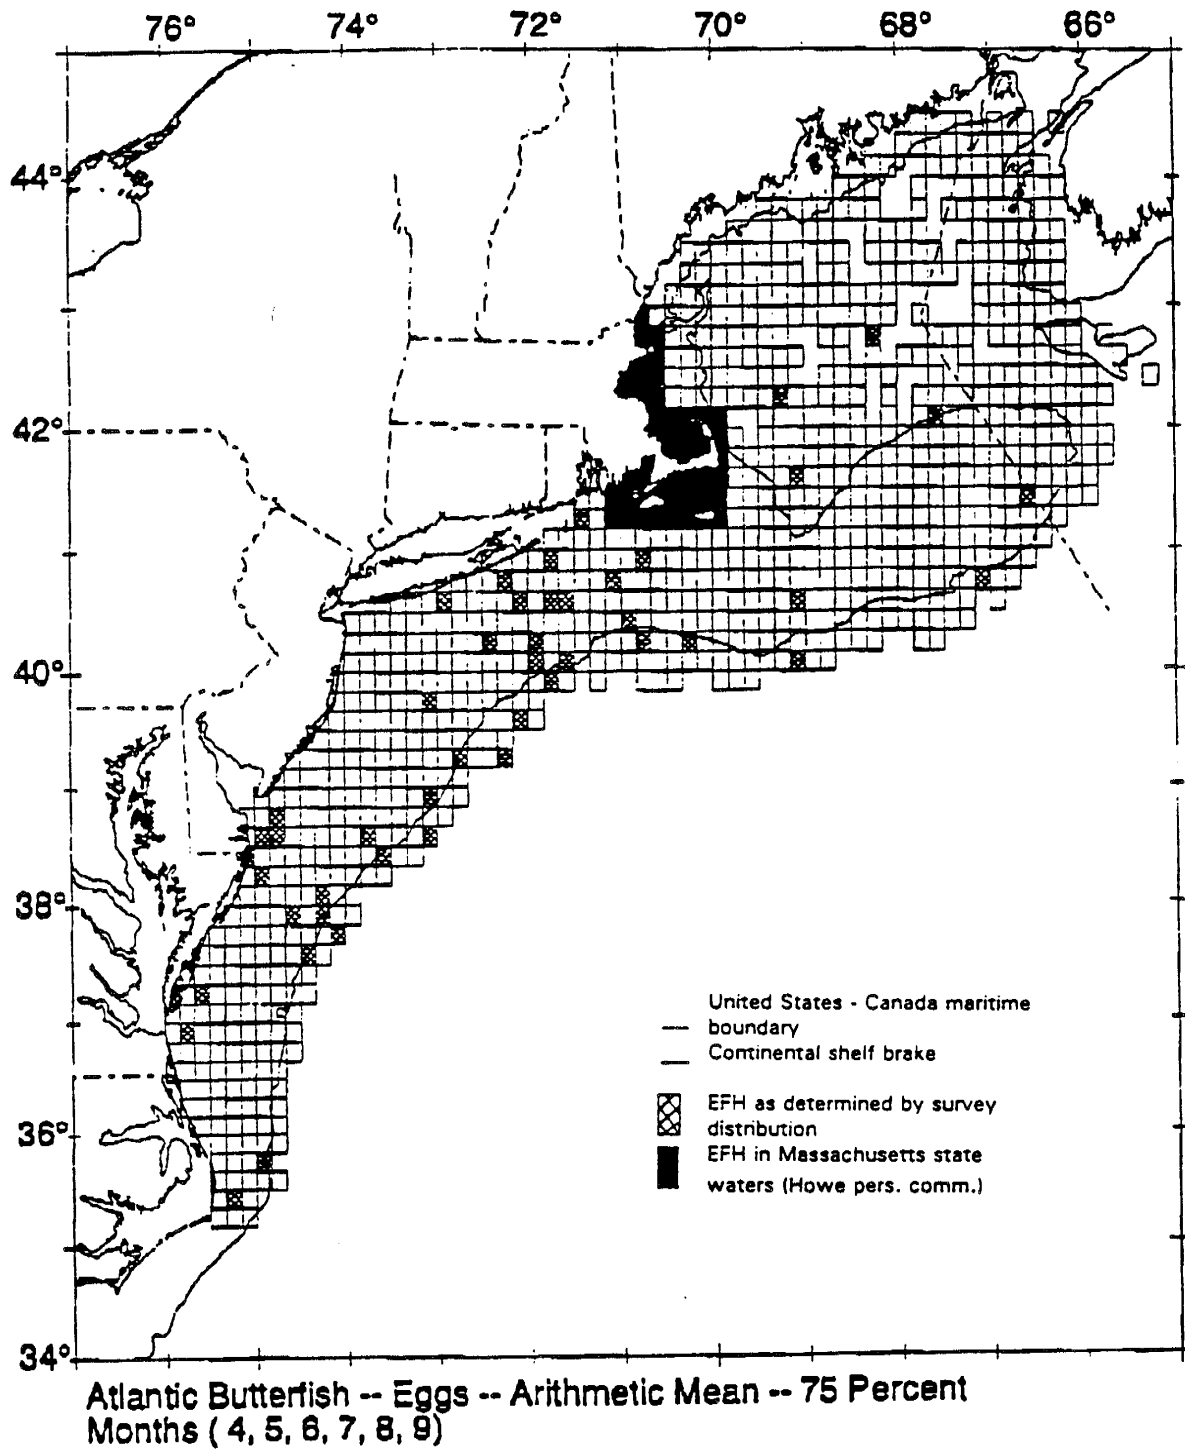 76° 74° 72° 70° 68° 66°
44°
42°
40°
38°
36°
34°
United States - Canada maritime
boundary
Continental shelf brake
EFH as determined by survey
distribution
EFH in Massachusetts state
waters (Howe pers. comm.)
Atlantic Butterfish -- Eggs -- Arithmetic Mean -- 75 Percent
Months ( 4, 5, 6, 7, 8, 9)